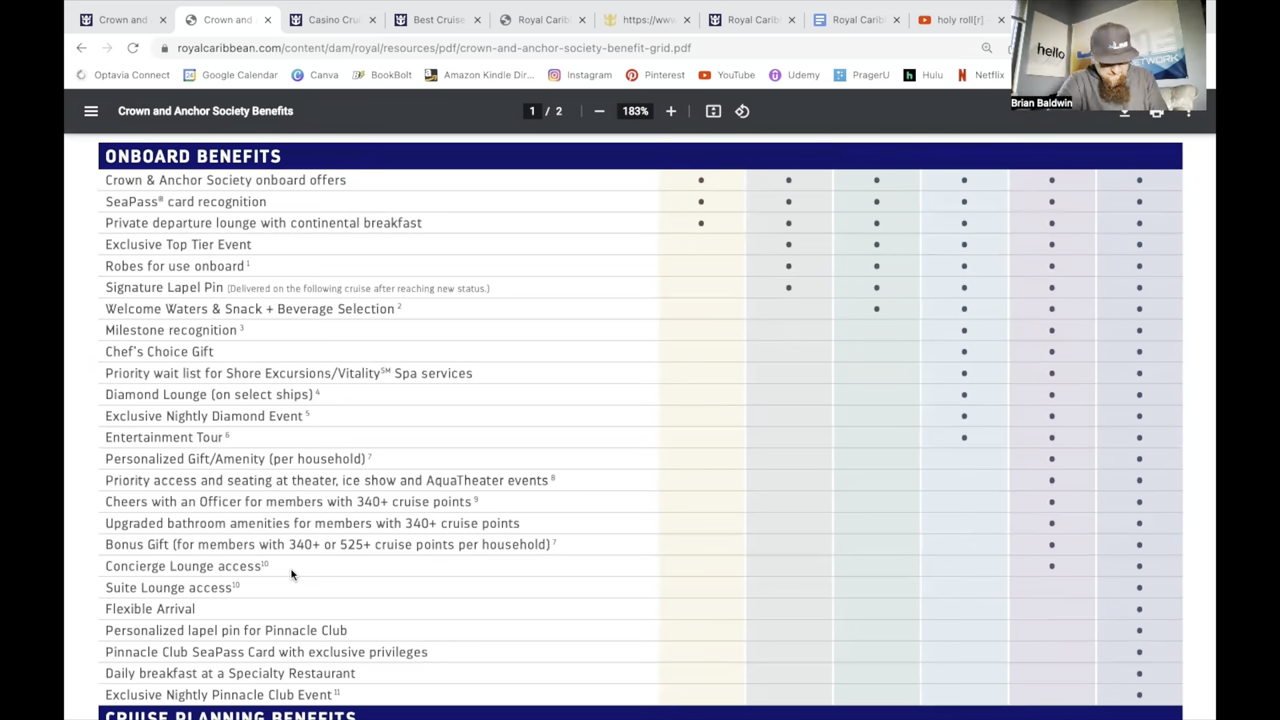 Crown and
Crown and
Casino Cru
Best Cruise
Royal Carib
https://www
Royal Carib
Royal Carib
holy roll[r]
royalcaribbean.com/content/dam/royal/resources/pdf/crown-and-anchor-society-benefit-grid.pdf
Optavia Connect
Google Calendar
Canva
BookBolt
Amazon Kindle Dir...
Instagram
Pinterest
YouTube
Udemy
PragerU
Hulu
Netflix
hello
NETWORK
Brian Baldwin
Crown and Anchor Society Benefits
1 / 2
183%
ONBOARD BENEFITS
Crown & Anchor Society onboard offers
SeaPass® card recognition
Private departure lounge with continental breakfast
Exclusive Top Tier Event
Robes for use onboard 1
Signature Lapel Pin (Delivered on the following cruise after reaching new status.)
Welcome Waters & Snack + Beverage Selection 2
Milestone recognition 3
Chef's Choice Gift
Priority wait list for Shore Excursions/Vitality℠ Spa services
Diamond Lounge (on select ships) 4
Exclusive Nightly Diamond Event 5
Entertainment Tour 6
Personalized Gift/Amenity (per household) 7
Priority access and seating at theater, ice show and AquaTheater events 8
Cheers with an Officer for members with 340+ cruise points 9
Upgraded bathroom amenities for members with 340+ cruise points
Bonus Gift (for members with 340+ or 525+ cruise points per household) 7
Concierge Lounge access10
Suite Lounge access10
Flexible Arrival
Personalized lapel pin for Pinnacle Club
Pinnacle Club SeaPass Card with exclusive privileges
Daily breakfast at a Specialty Restaurant
Exclusive Nightly Pinnacle Club Event 11
CRUISE PLANNING BENEFITS